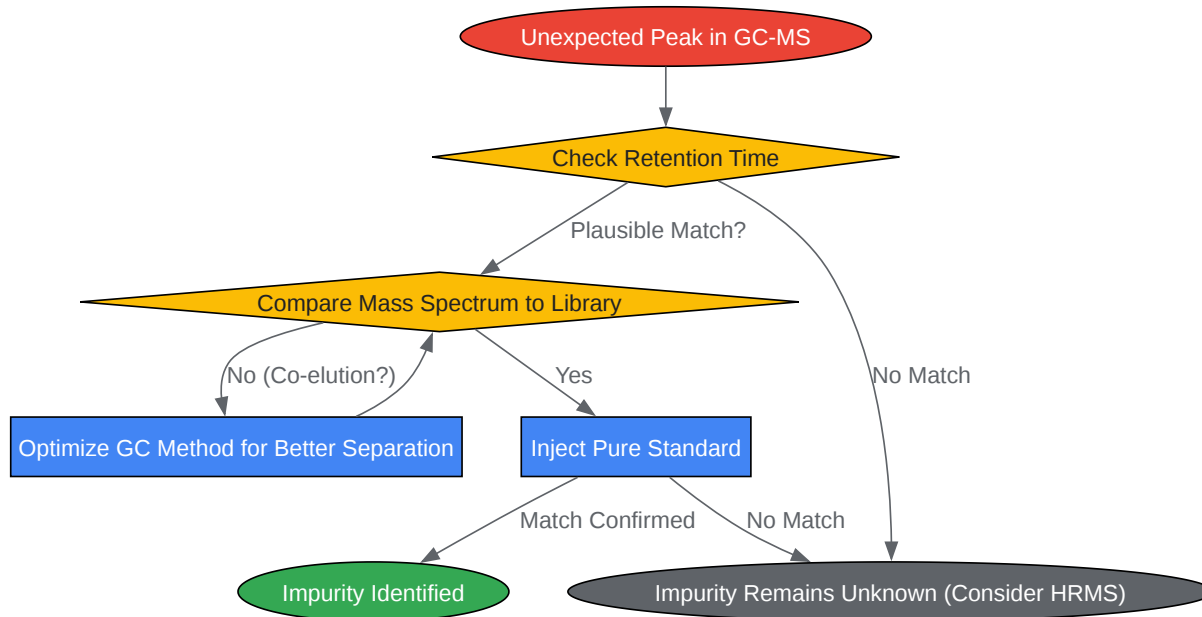 Unexpected Peak in GC-MS
Check Retention Time
Plausible Match?
Compare Mass Spectrum to Library
No (Co-elution?)
Yes
No Match
Optimize GC Method for Better Separation
Inject Pure Standard
Match Confirmed
No Match
Impurity Identified
Impurity Remains Unknown (Consider HRMS)